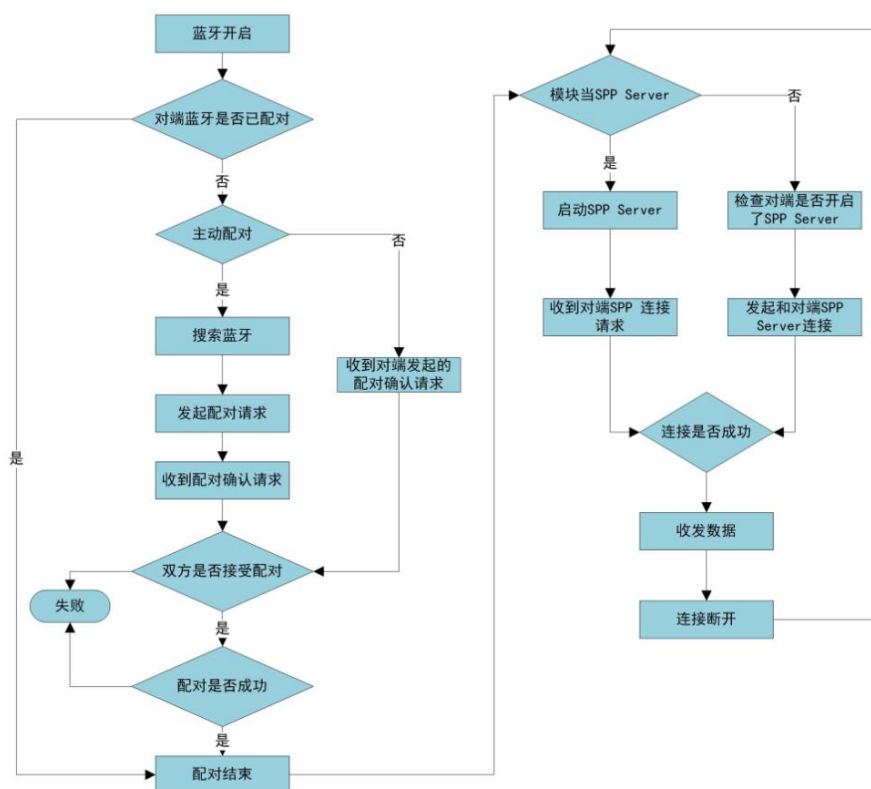 蓝牙开启
对端蓝牙是否已配对
否
主动配对
否
是
搜索蓝牙
收到对端发起的
配对确认请求
发起配对请求
是
收到配对确认请求
双方是否接受配对
失败
是
配对是否成功
是
配对结束
模块当SPP Server
否
是
启动SPP Server
检查对端是否开启
了SPP Server
收到对端SPP 连接
请求
发起和对端SPP
Server连接
连接是否成功
收发数据
连接断开